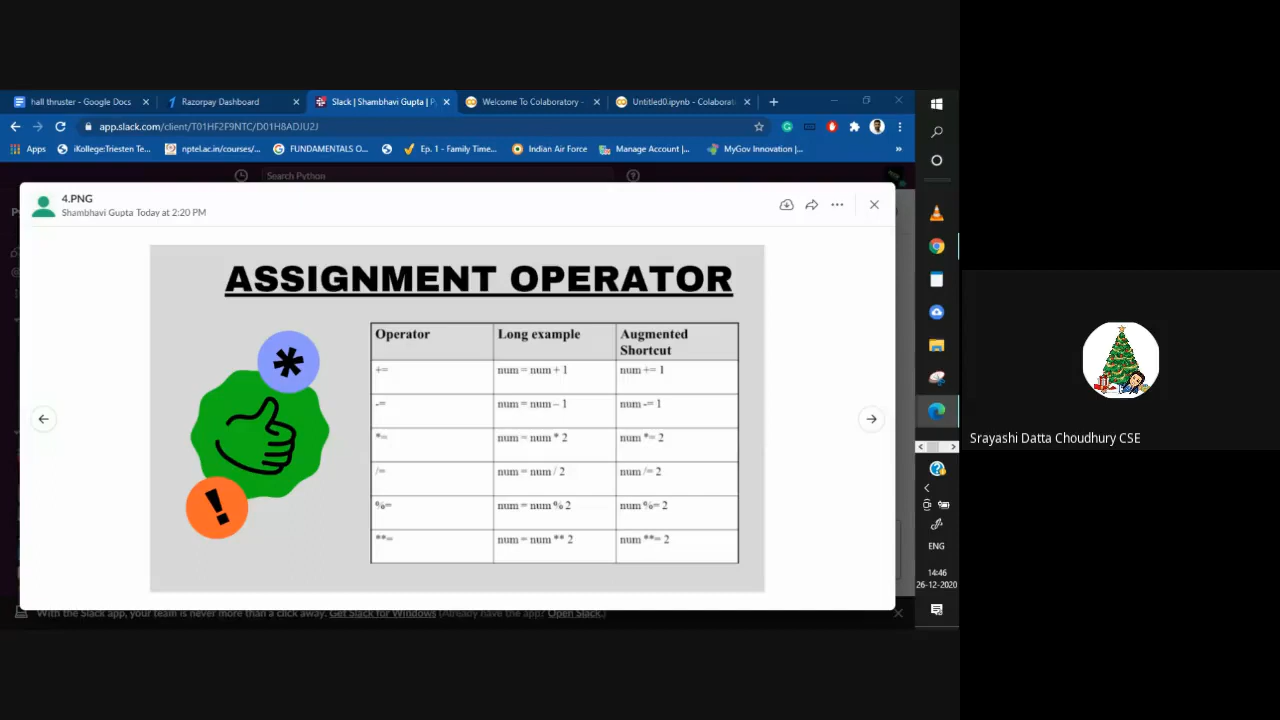 hall thruster - Google Docs
Razorpay Dashboard
Slack | Shambhavi Gupta | P
Welcome To Colaboratory -
Untitled0.ipynb - Colaborat
app.slack.com/client/T01HF2F9NTC/D01H8ADJU2J
Apps
iKollege:Triesten Te...
nptel.ac.in/courses/...
FUNDAMENTALS O...
Ep. 1 - Family Time...
Indian Air Force
Manage Account |...
MyGov Innovation |...
»
Search Python
4.PNG
Shambhavi Gupta Today at 2:20 PM
ASSIGNMENT OPERATOR
Operator Long example Augmented
Shortcut
+= num = num + 1 num += 1
-= num = num – 1 num -= 1
*= num = num * 2 num *= 2
/= num = num / 2 num /= 2
%= num = num % 2 num %= 2
**= num = num ** 2 num **= 2
With the Slack app, your team is never more than a click away. Get Slack for Windows (Already have the app? Open Slack.)
ENG
14:46
26-12-2020
Srayashi Datta Choudhury CSE